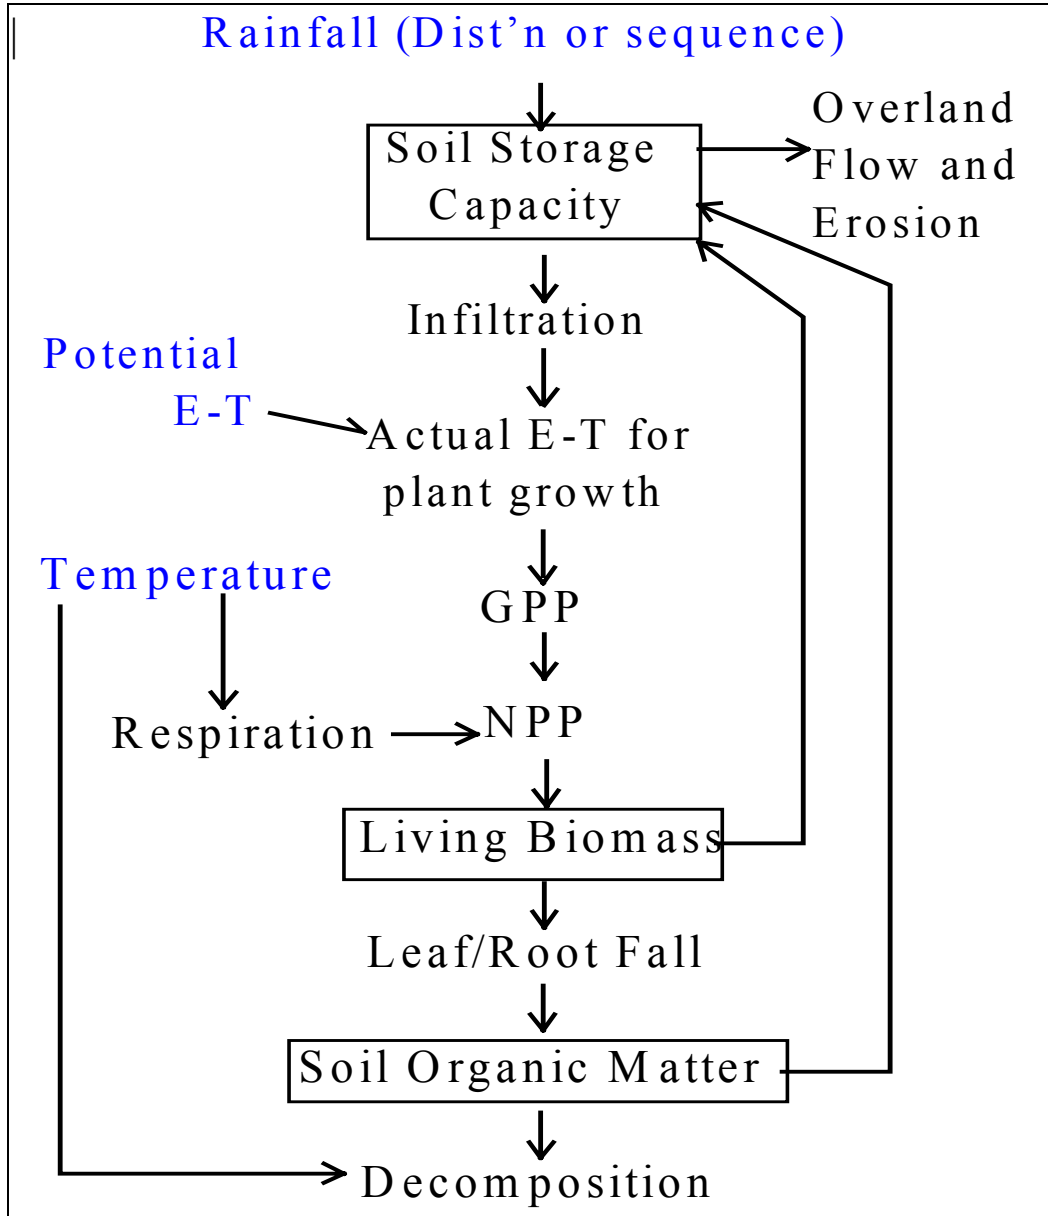 Rainfall (Dist’n or sequence)
Overland
Flow and
Erosion
Soil Storage
Capacity
Infiltration
Potential
E-T
Actual E-T for
plant growth
Temperature
GPP
Respiration
NPP
Living Biomass
Leaf/Root Fall
Soil Organic Matter
Decomposition